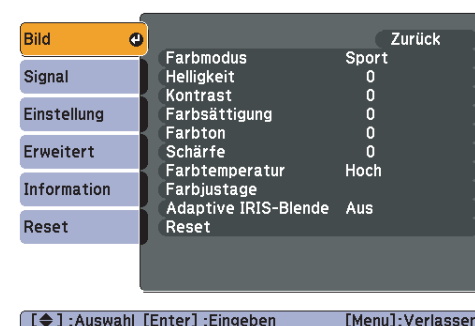 Bild
Signal
Einstellung
Erweitert
Information
Reset
Zurück
Farbmodus Sport
Helligkeit 0
Kontrast 0
Farbsättigung 0
Farbton 0
Schärfe 0
Farbtemperatur Hoch
Farbjustage
Adaptive IRIS-Blende Aus
Reset
[ ] :Auswahl [Enter] :Eingeben [Menu]:Verlassen